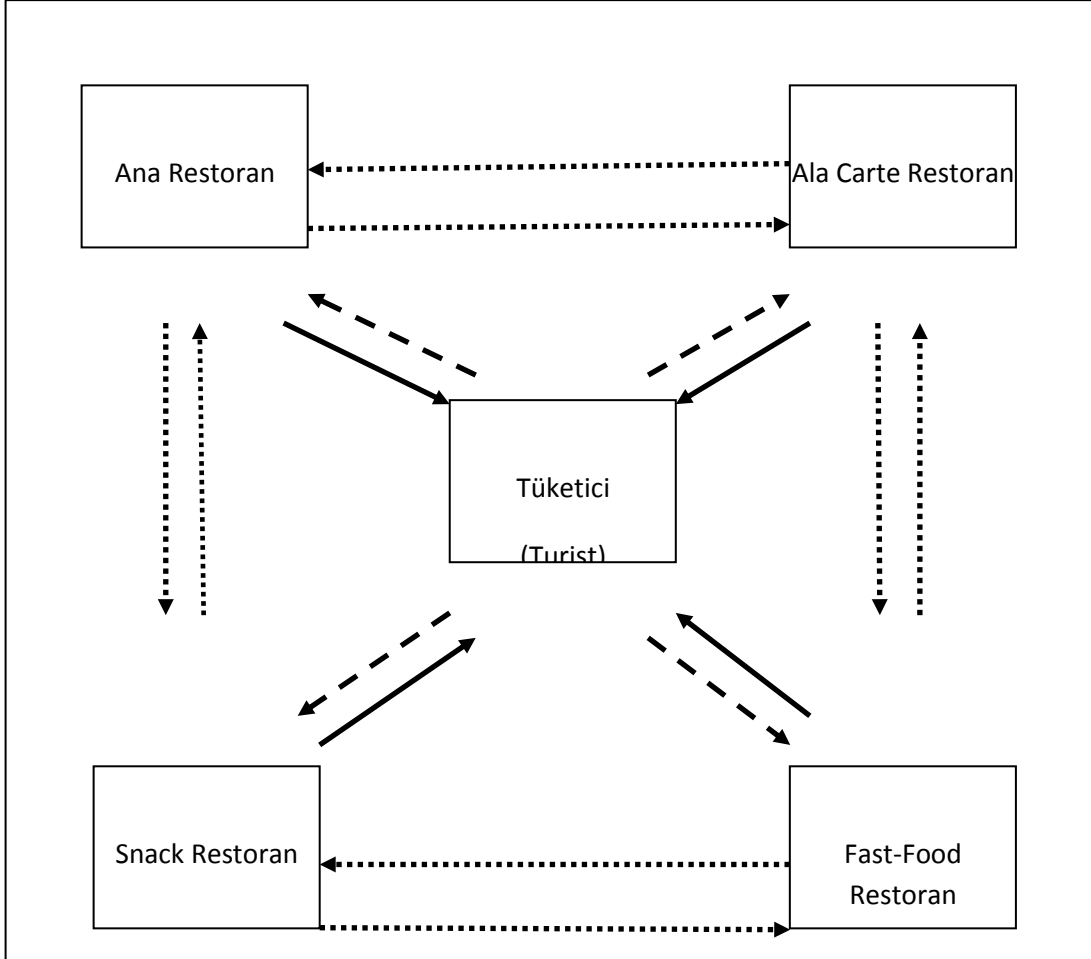 Ana Restoran
Ala Carte Restoran
Tüketici
(Turist)
Snack Restoran
Fast-Food
Restoran